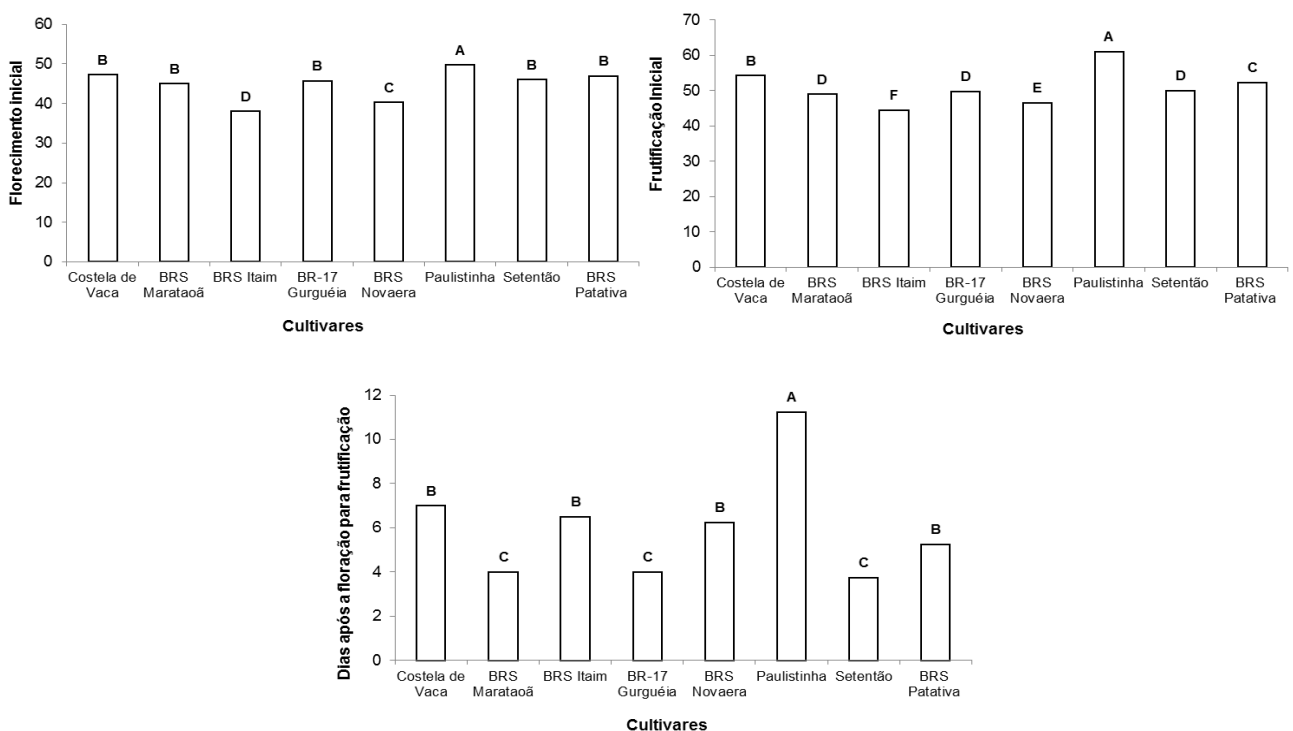 Florecimento inicial
60
50
40
30
20
10
0
B
B
D
B
C
A
B
B
Costela de
Vaca
BRS
Marataoã
BRS Itaim
BR-17
Gurguéia
BRS
Novaera
Paulistinha
Setentão
BRS
Patativa
Cultivares
Frutificação Inicial
70
60
50
40
30
20
10
0
B
D
F
D
E
A
D
C
Costela de
Vaca
BRS
Marataoã
BRS Itaim
BR-17
Gurguéia
BRS
Novaera
Paulistinha
Setentão
BRS
Patativa
Cultivares
Dias após a floração para frutificação
12
10
8
6
4
2
0
B
C
B
C
B
A
C
B
Costela de
Vaca
BRS
Marataoã
BRS Itaim
BR-17
Gurguéia
BRS
Novaera
Paulistinha
Setentão
BRS
Patativa
Cultivares